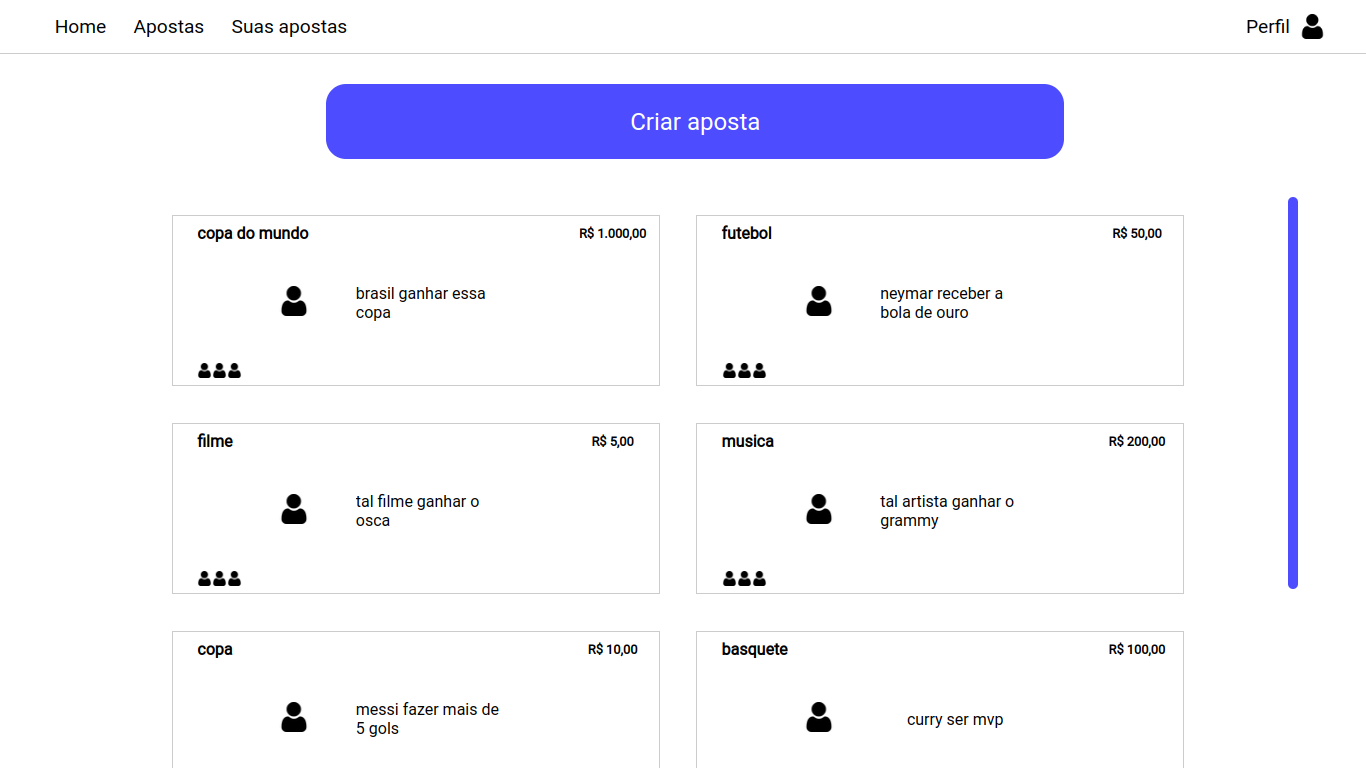 Home Apostas Suas apostas Perfil
Criar aposta
copa do mundo R$ 1.000,00
brasil ganhar essa
copa
futebol R$ 50,00
neymar receber a
bola de ouro
filme R$ 5,00
tal filme ganhar o
osca
musica R$ 200,00
tal artista ganhar o
grammy
copa R$ 10,00
messi fazer mais de
5 gols
basquete R$ 100,00
curry ser mvp